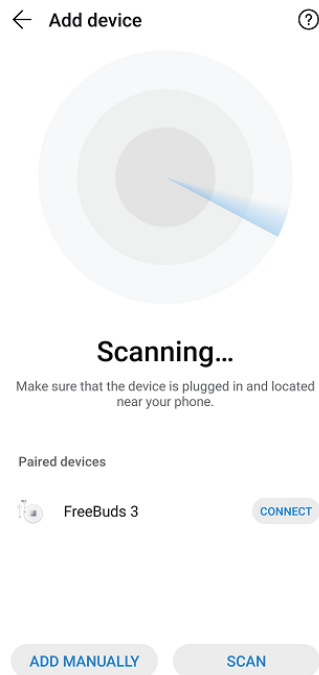 Add device
Scanning...
Make sure that the device is plugged in and located
near your phone.
Paired devices
FreeBuds 3
CONNECT
ADD MANUALLY
SCAN